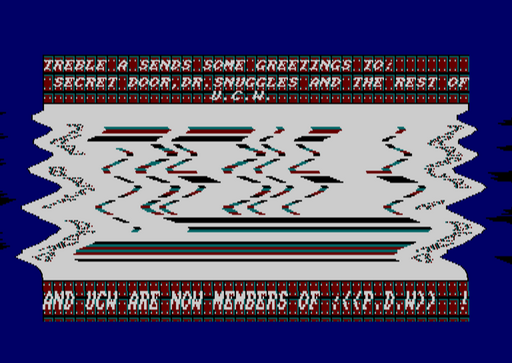 TREBLE A SENDS SOME GREETINGS TO:
SECRET DOOR,DR.SNUGGLES AND THE REST OF
U.C.W.
AND UCW ARE NOW MEMBERS OF (((P.D.W)) !